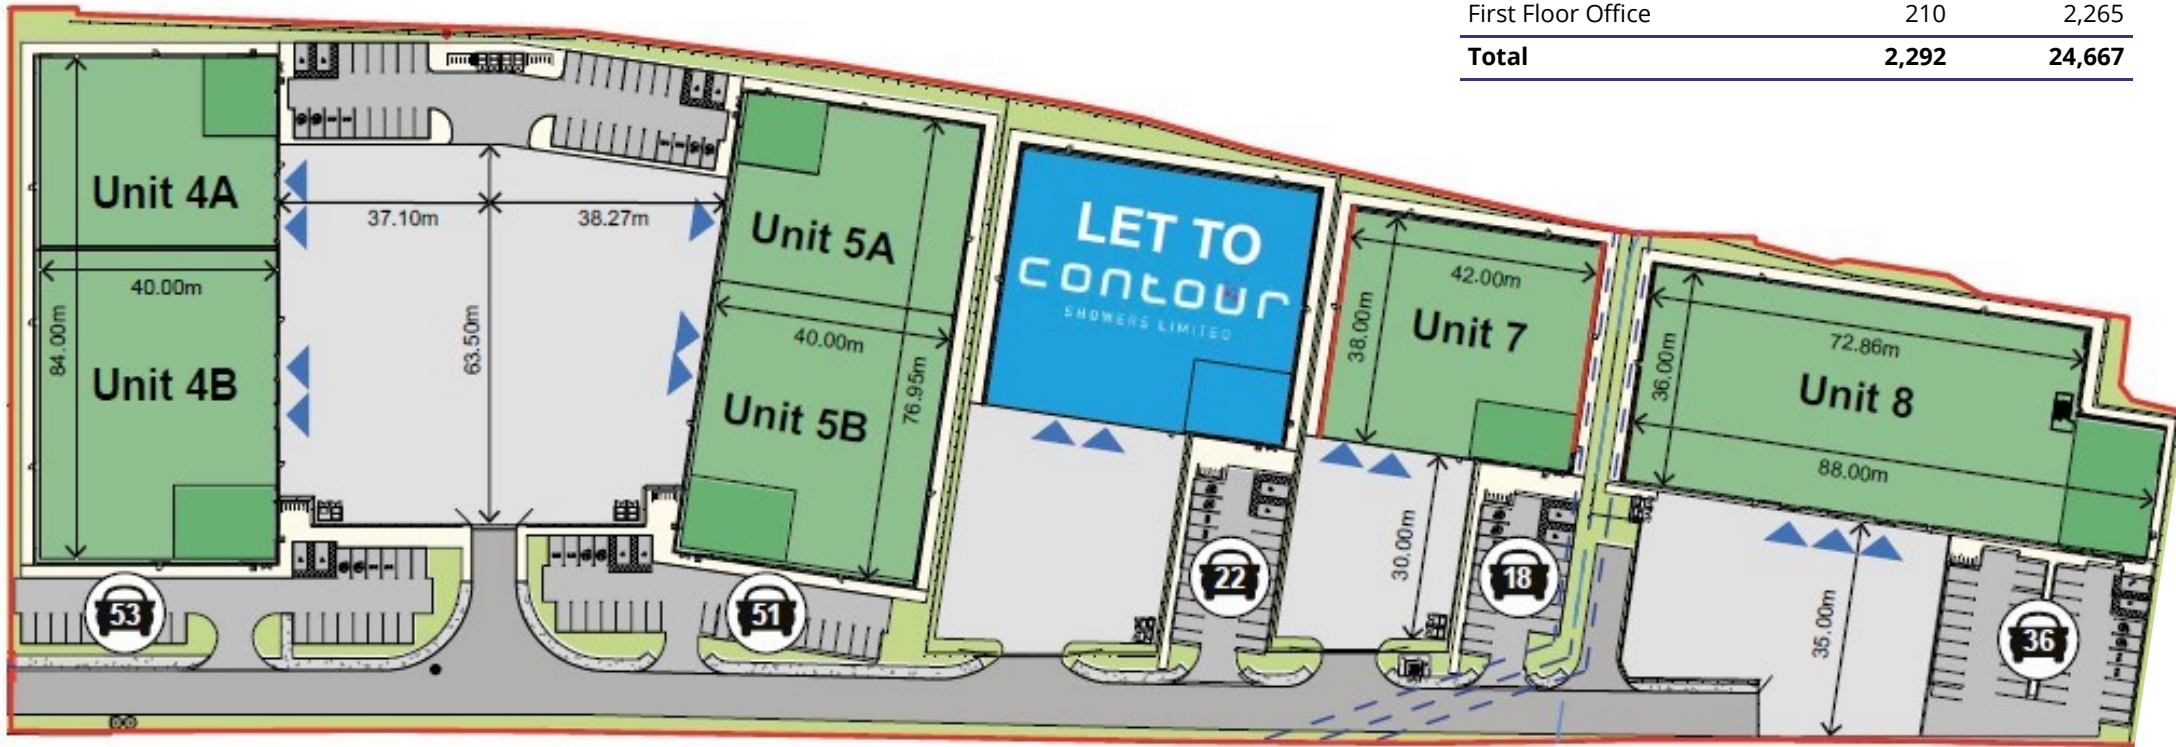 First Floor Office 210 2,265
Total 2,292 24,667
Unit 4A
37.10m
38.27m
Unit 5A
LET TO
contour
SHOWERS LIMITED
42.00m
38.00m
Unit 7
72.86m
36.00m
Unit 8
88.00m
40.00m
84.00m
Unit 4B
63.50m
40.00m
76.95m
Unit 5B
30.00m
35.00m
53
51
22
18
36